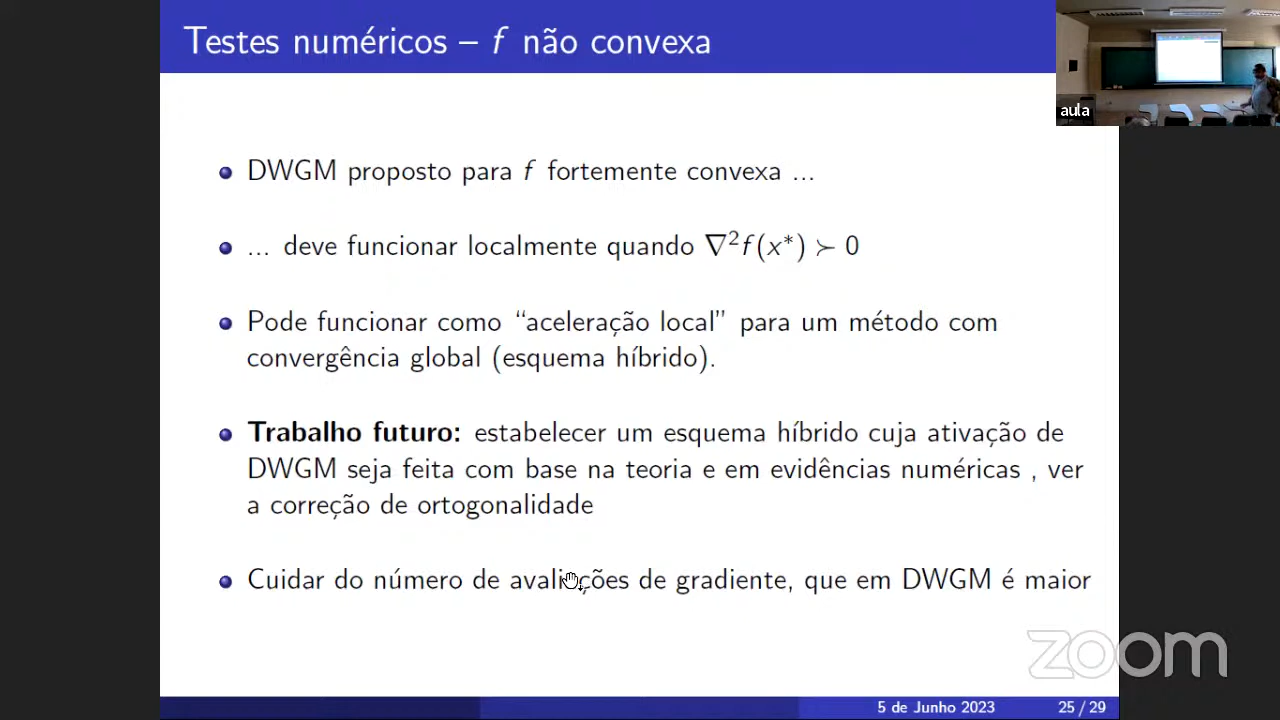 Testes numéricos – f não convexa
aula
DWGM proposto para f fortemente convexa ...
... deve funcionar localmente quando ∇²f(x*) ≻ 0
Pode funcionar como “aceleração local” para um método com
convergência global (esquema híbrido).
Trabalho futuro: estabelecer um esquema híbrido cuja ativação de
DWGM seja feita com base na teoria e em evidências numéricas , ver
a correção de ortogonalidade
Cuidar do número de avaliações de gradiente, que em DWGM é maior
zoom
5 de Junho 2023 25 / 29